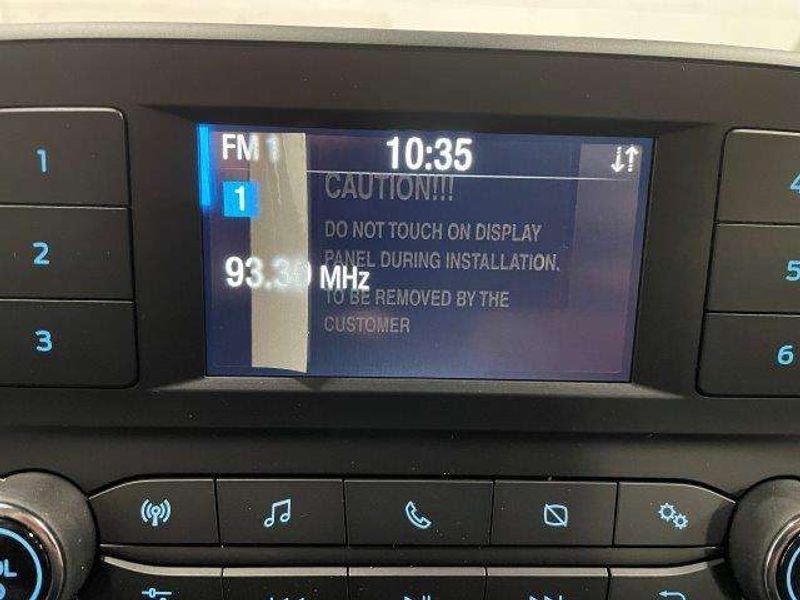 FM 1
10:35
1
1
CAUTION!!!
DO NOT TOUCH ON DISPLAY
PANEL DURING INSTALLATION.
93.30 MHz
TO BE REMOVED BY THE
CUSTOMER
2
3
4
5
6